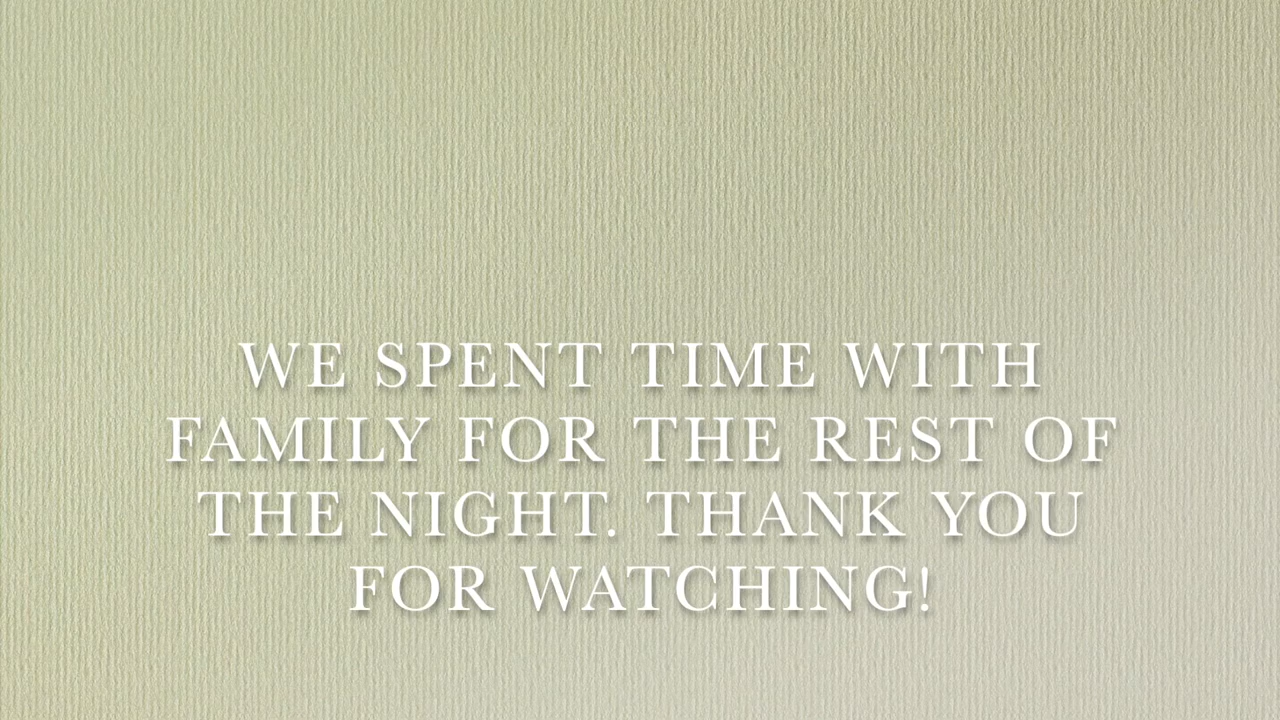 WE SPENT TIME WITH
FAMILY FOR THE REST OF
THE NIGHT. THANK YOU
FOR WATCHING!